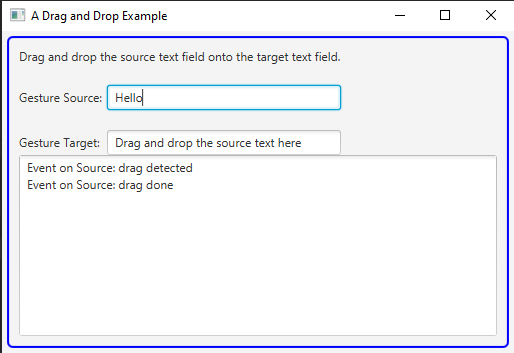 A Drag and Drop Example
Drag and drop the source text field onto the target text field.
Gesture Source: Hello
Gesture Target: Drag and drop the source text here
Event on Source: drag detected
Event on Source: drag done